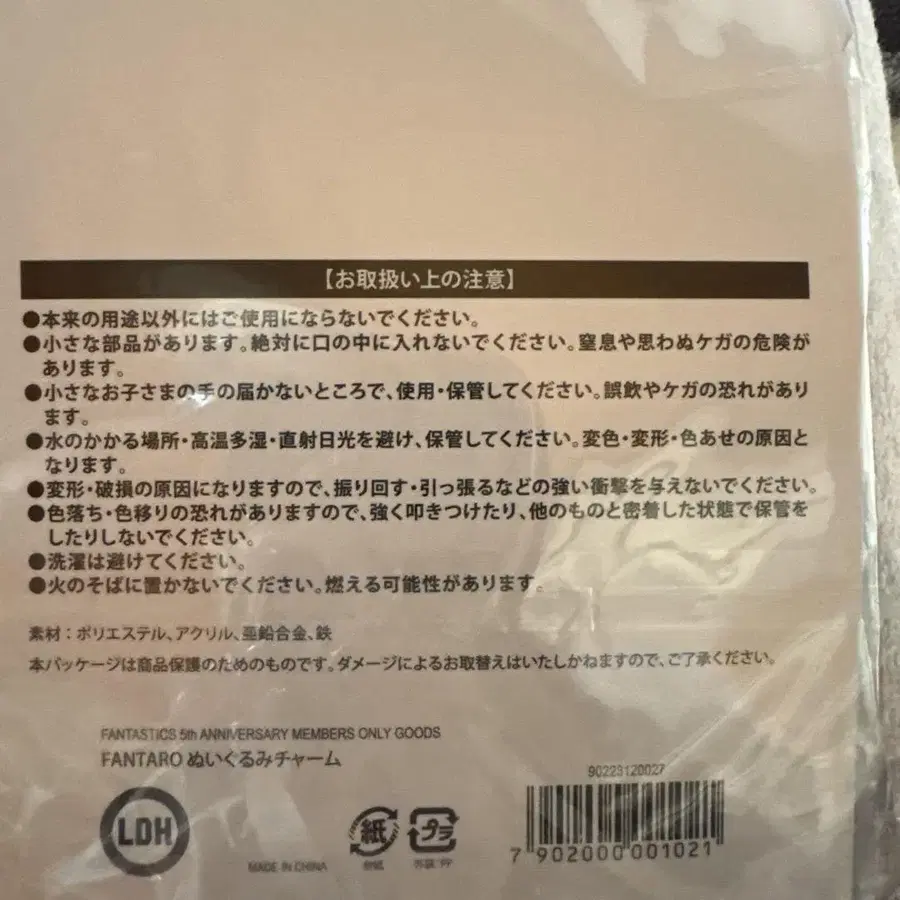 【お取扱い上の注意】
●本来の用途以外にはご使用にならないでください。
●小さな部品があります。絶対に口の中に入れないでください。窒息や思わぬケガの危険が
あります。
●小さなお子さまの手の届かないところで、使用・保管してください。誤飲やケガの恐れがあり
ます。
●水のかかる場所・高温多湿・直射日光を避け、保管してください。変色・変形・色あせの原因と
なります。
●変形・破損の原因になりますので、振り回す・引っ張るなどの強い衝撃を与えないでください。
●色落ち・色移りの恐れがありますので、強く叩きつけたり、他のものと密着した状態で保管を
したりしないでください。
●洗濯は避けてください。
●火のそばに置かないでください。燃える可能性があります。
素材：ポリエステル、アクリル、亜鉛合金、鉄
本パッケージは商品保護のためのものです。ダメージによるお取替えはいたしかねますので、ご了承ください。
FANTASTICS 5th ANNIVERSARY MEMBERS ONLY GOODS
FANTARO ぬいぐるみチャーム
90223120027
LDH
紙
プラ
MADE IN CHINA
台紙
外袋:PP
7 902000 001021